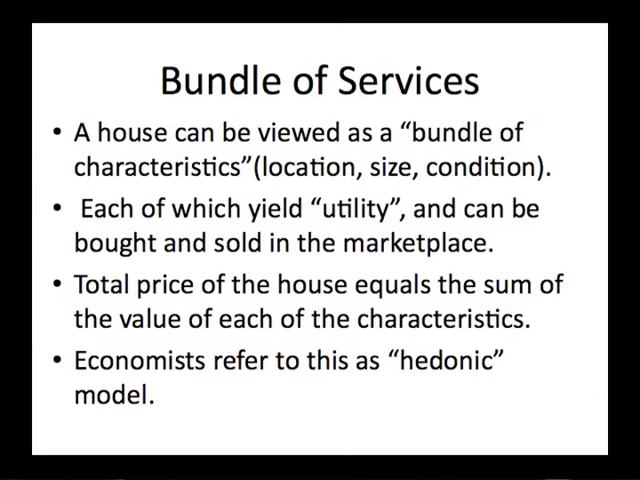 Bundle of Services
• A house can be viewed as a “bundle of
characteristics”(location, size, condition).
• Each of which yield “utility”, and can be
bought and sold in the marketplace.
• Total price of the house equals the sum of
the value of each of the characteristics.
• Economists refer to this as “hedonic”
model.